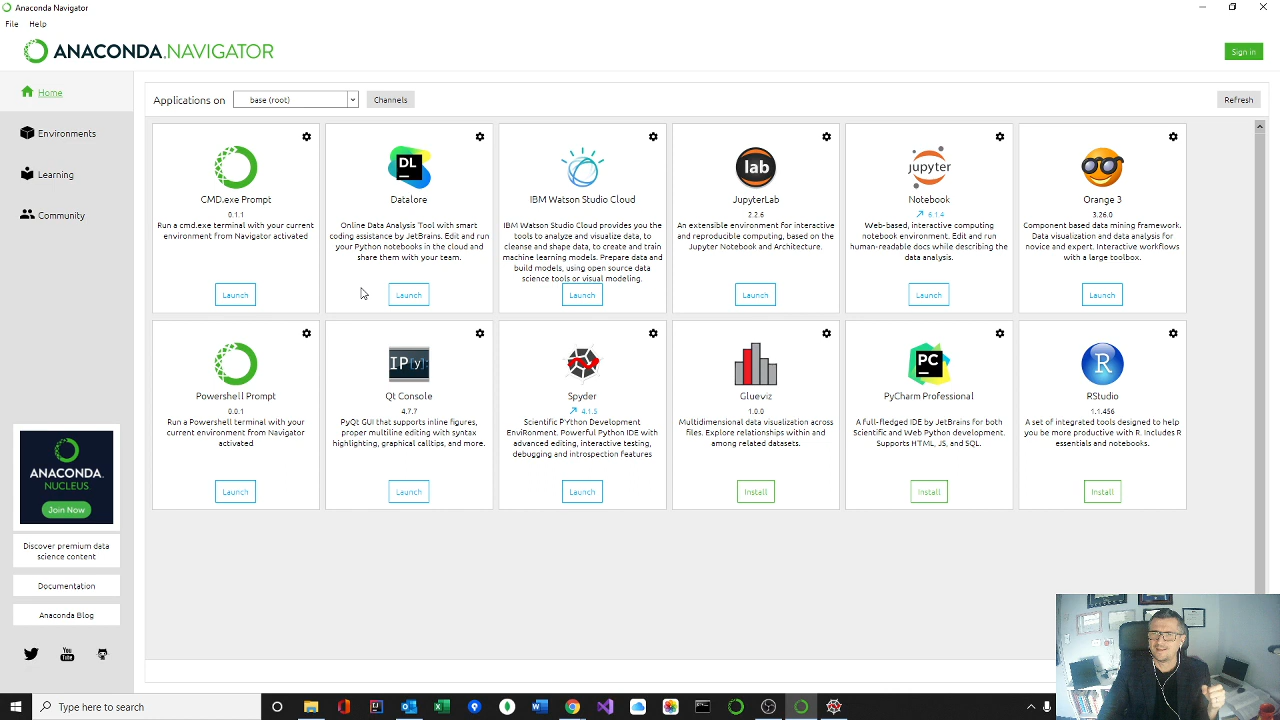 Anaconda Navigator
File Help
ANACONDA.NAVIGATOR
Sign in
Home
Environments
Learning
Community
Applications on base (root) Channels Refresh
CMD.exe Prompt
0.1.1
Run a cmd.exe terminal with your current
environment from Navigator activated
Launch
DL
Datalore
Online Data Analysis Tool with smart
coding assistance by JetBrains. Edit and run
your Python notebooks in the cloud and
share them with your team.
Launch
IBM Watson Studio Cloud
IBM Watson Studio Cloud provides you the
tools to analyze and visualize data, to
cleanse and shape data, to create and train
machine learning models. Prepare data and
build models, using open source data
science tools or visual modeling.
Launch
lab
JupyterLab
2.2.6
An extensible environment for interactive
and reproducible computing, based on the
Jupyter Notebook and Architecture.
Launch
jupyter
Notebook
6.1.4
Web-based, interactive computing
notebook environment. Edit and run
human-readable docs while describing the
data analysis.
Launch
Orange 3
3.26.0
Component based data mining framework.
Data visualization and data analysis for
novice and expert. Interactive workflows
with a large toolbox.
Launch
Powershell Prompt
0.0.1
Run a Powershell terminal with your
current environment from Navigator
activated
Launch
IP[y]:
Qt Console
4.7.7
PyQt GUI that supports inline figures,
proper multiline editing with syntax
highlighting, graphical calltips, and more.
Launch
Spyder
4.1.5
Scientific PYthon Development
EnviRonment. Powerful Python IDE with
advanced editing, interactive testing,
debugging and introspection features
Launch
Glueviz
1.0.0
Multidimensional data visualization across
files. Explore relationships within and
among related datasets.
Install
PC
PyCharm Professional
A full-fledged IDE by JetBrains for both
Scientific and Web Python development.
Supports HTML, JS, and SQL.
Install
R
RStudio
1.1.456
A set of integrated tools designed to help
you be more productive with R. Includes R
essentials and notebooks.
Install
ANACONDA.
NUCLEUS
Join Now
Discover premium data
science content
Documentation
Anaconda Blog
You
Tube
Type here to search